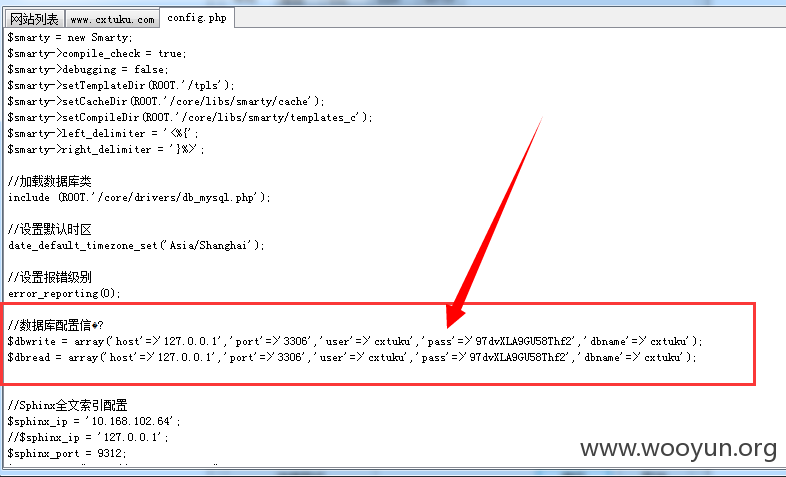 网站列表 www.cxtuku.com config.php
$smarty = new Smarty;
$smarty->compile_check = true;
$smarty->debugging = false;
$smarty->setTemplateDir(ROOT.'/tpls');
$smarty->setCacheDir(ROOT.'/core/libs/smarty/cache');
$smarty->setCompileDir(ROOT.'/core/libs/smarty/templates_c');
$smarty->left_delimiter = '<%{';
$smarty->right_delimiter = '}%>';
//加载数据库类
include (ROOT.'/core/drivers/db_mysql.php');
//设置默认时区
date_default_timezone_set('Asia/Shanghai');
//设置报错级别
error_reporting(0);
//数据库配置信�?
$dbwrite = array('host'=>'127.0.0.1','port'=>'3306','user'=>'cxtuku','pass'=>'97dvXLA9GU58Thf2','dbname'=>'cxtuku');
$dbread = array('host'=>'127.0.0.1','port'=>'3306','user'=>'cxtuku','pass'=>'97dvXLA9GU58Thf2','dbname'=>'cxtuku');
//Sphinx全文索引配置
$sphinx_ip = '10.168.102.64';
//$sphinx_ip = '127.0.0.1';
$sphinx_port = 9312;
www.wooyun.org